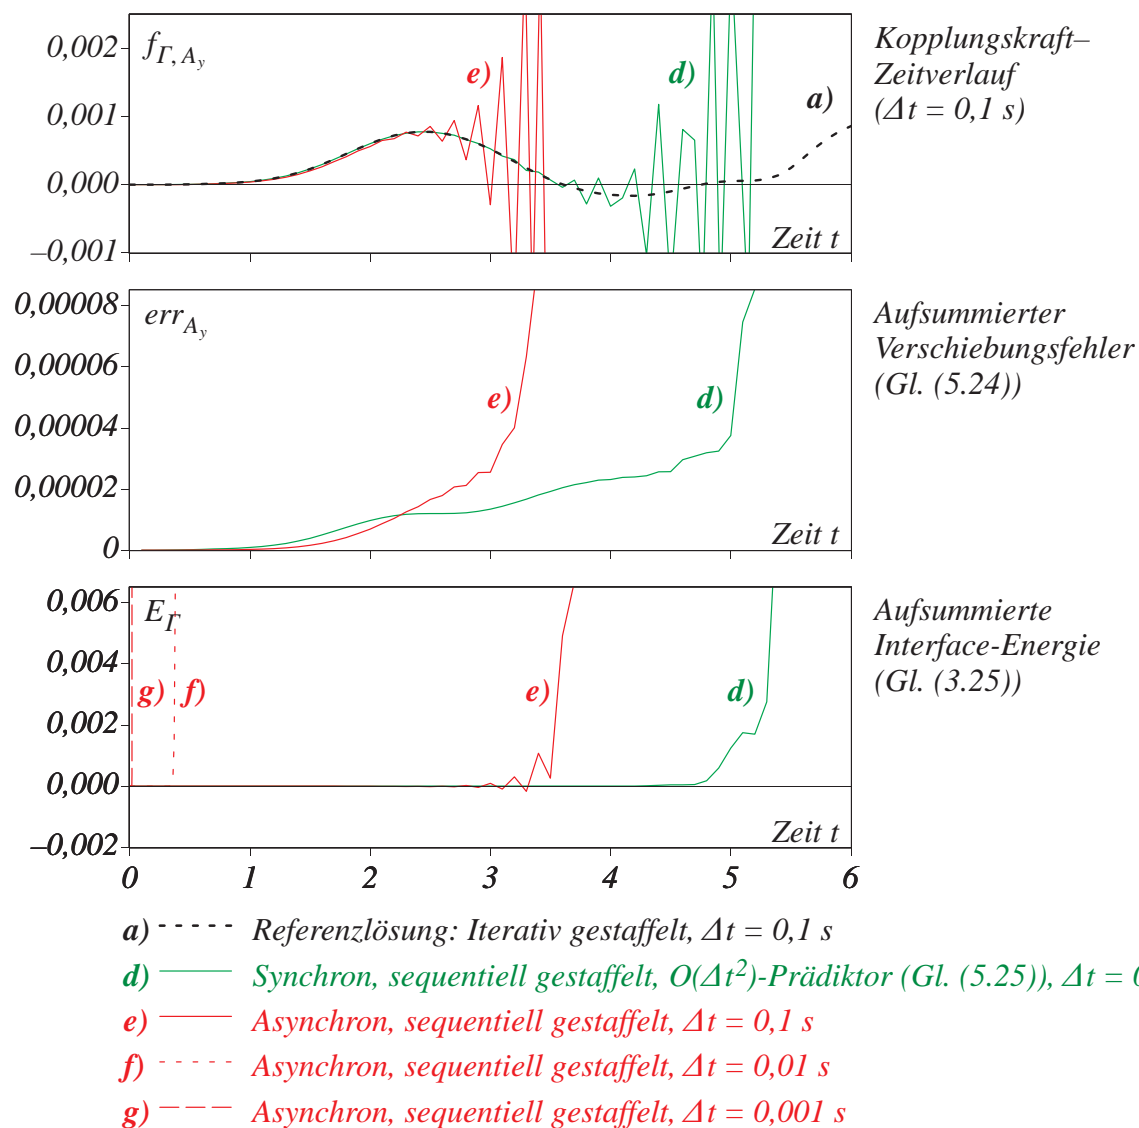 0,002
0,001
0,000
–0,001
f_{Γ, A_y}
e)
d)
a)
Zeit t
Kopplungskraft–
Zeitverlauf
(Δt = 0,1 s)
0,00008
0,00006
0,00004
0,00002
0
err_{A_y}
e)
d)
Zeit t
Aufsummierter
Verschiebungsfehler
(Gl. (5.24))
0,006
0,004
0,002
0,000
–0,002
E_Γ
g) f)
e)
d)
Zeit t
Aufsummierte
Interface-Energie
(Gl. (3.25))
0 1 2 3 4 5 6
a) Referenzlösung: Iterativ gestaffelt, Δt = 0,1 s
d) Synchron, sequentiell gestaffelt, O(Δt²)-Prädiktor (Gl. (5.25)), Δt = 0
e) Asynchron, sequentiell gestaffelt, Δt = 0,1 s
f) Asynchron, sequentiell gestaffelt, Δt = 0,01 s
g) Asynchron, sequentiell gestaffelt, Δt = 0,001 s